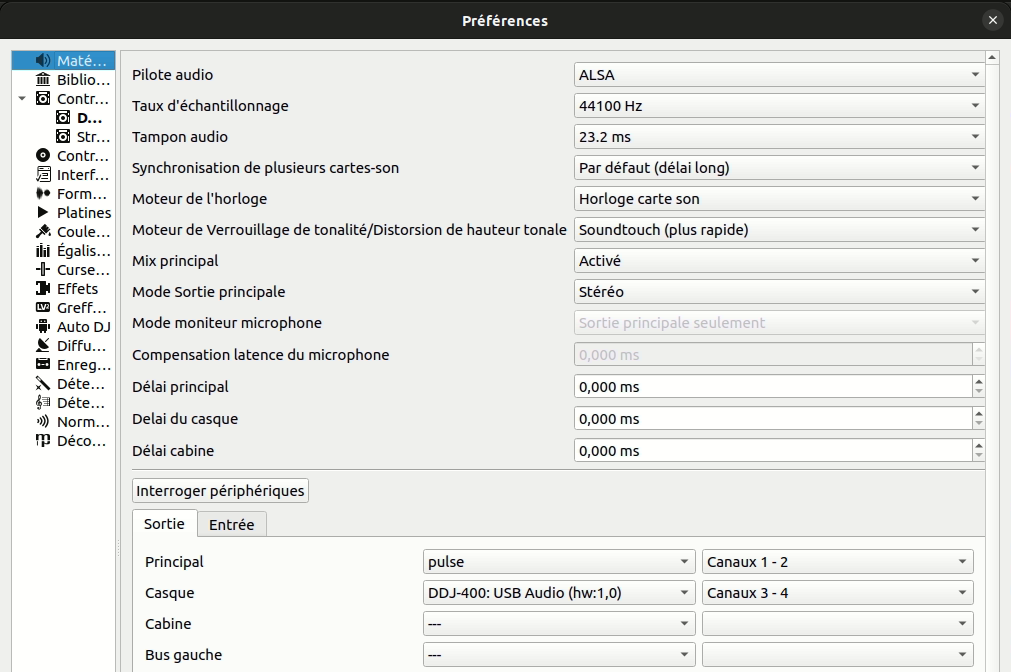 Préférences
Maté...
Biblio...
Contr...
D...
Str...
Contr...
Interf...
Form...
Platines
Coule...
Égalis...
Curse...
Effets
Greff...
Auto DJ
Diffu...
Enreg...
Déte...
Déte...
Norm...
Déco...
Pilote audio ALSA
Taux d'échantillonnage 44100 Hz
Tampon audio 23.2 ms
Synchronisation de plusieurs cartes-son Par défaut (délai long)
Moteur de l'horloge Horloge carte son
Moteur de Verrouillage de tonalité/Distorsion de hauteur tonale Soundtouch (plus rapide)
Mix principal Activé
Mode Sortie principale Stéréo
Mode moniteur microphone Sortie principale seulement
Compensation latence du microphone 0,000 ms
Délai principal 0,000 ms
Delai du casque 0,000 ms
Délai cabine 0,000 ms
Interroger périphériques
Sortie Entrée
Principal pulse Canaux 1 - 2
Casque DDJ-400: USB Audio (hw:1,0) Canaux 3 - 4
Cabine ---
Bus gauche ---